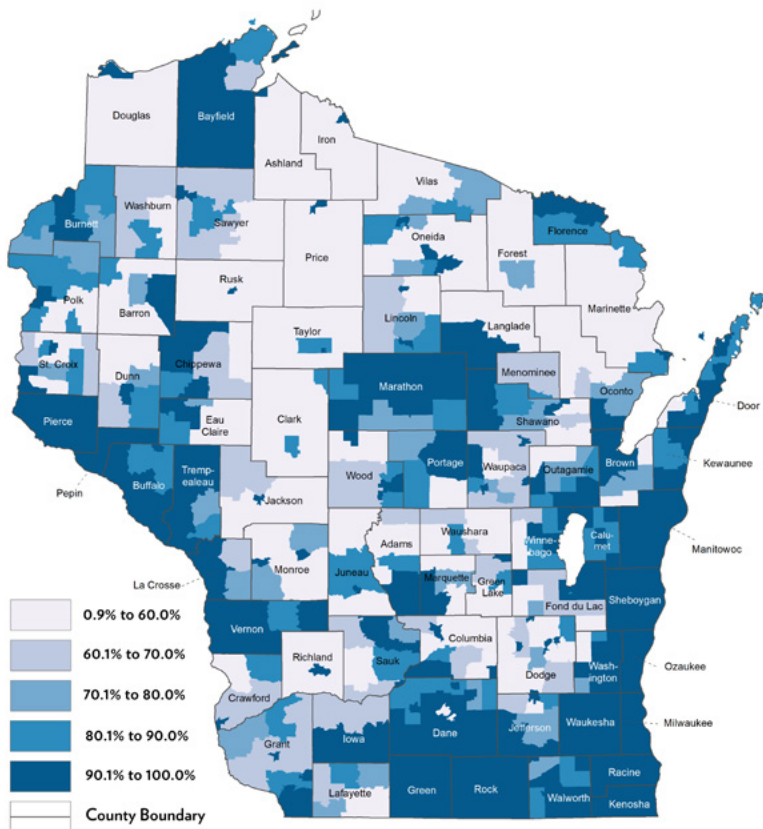 Douglas
Bayfield
Iron
Ashland
Vilas
Washburn
Sawyer
Burnett
Florence
Oneida
Forest
Price
Rusk
Polk
Barron
Marinette
Lincoln
Langlade
Taylor
St. Croix
Chippewa
Dunn
Menominee
Marathon
Oconto
Pierce
Eau
Claire
Clark
Shawano
Door
Kewaunee
Pepin
Buffalo
Tremp-
ealeau
Wood
Portage
Waupaca
Outagamie
Brown
Jackson
Manitowoc
Waushara
Winne-
bago
Calu-
met
Adams
La Crosse
Monroe
Juneau
Marquette
Green
Lake
Sheboygan
Fond du Lac
Vernon
Columbia
Richland
Sauk
Dodge
Wash-
ington
Ozaukee
Crawford
Milwaukee
Iowa
Dane
Jefferson
Waukesha
Grant
Racine
Lafayette
Green
Rock
Walworth
Kenosha
0.9% to 60.0%
60.1% to 70.0%
70.1% to 80.0%
80.1% to 90.0%
90.1% to 100.0%
County Boundary